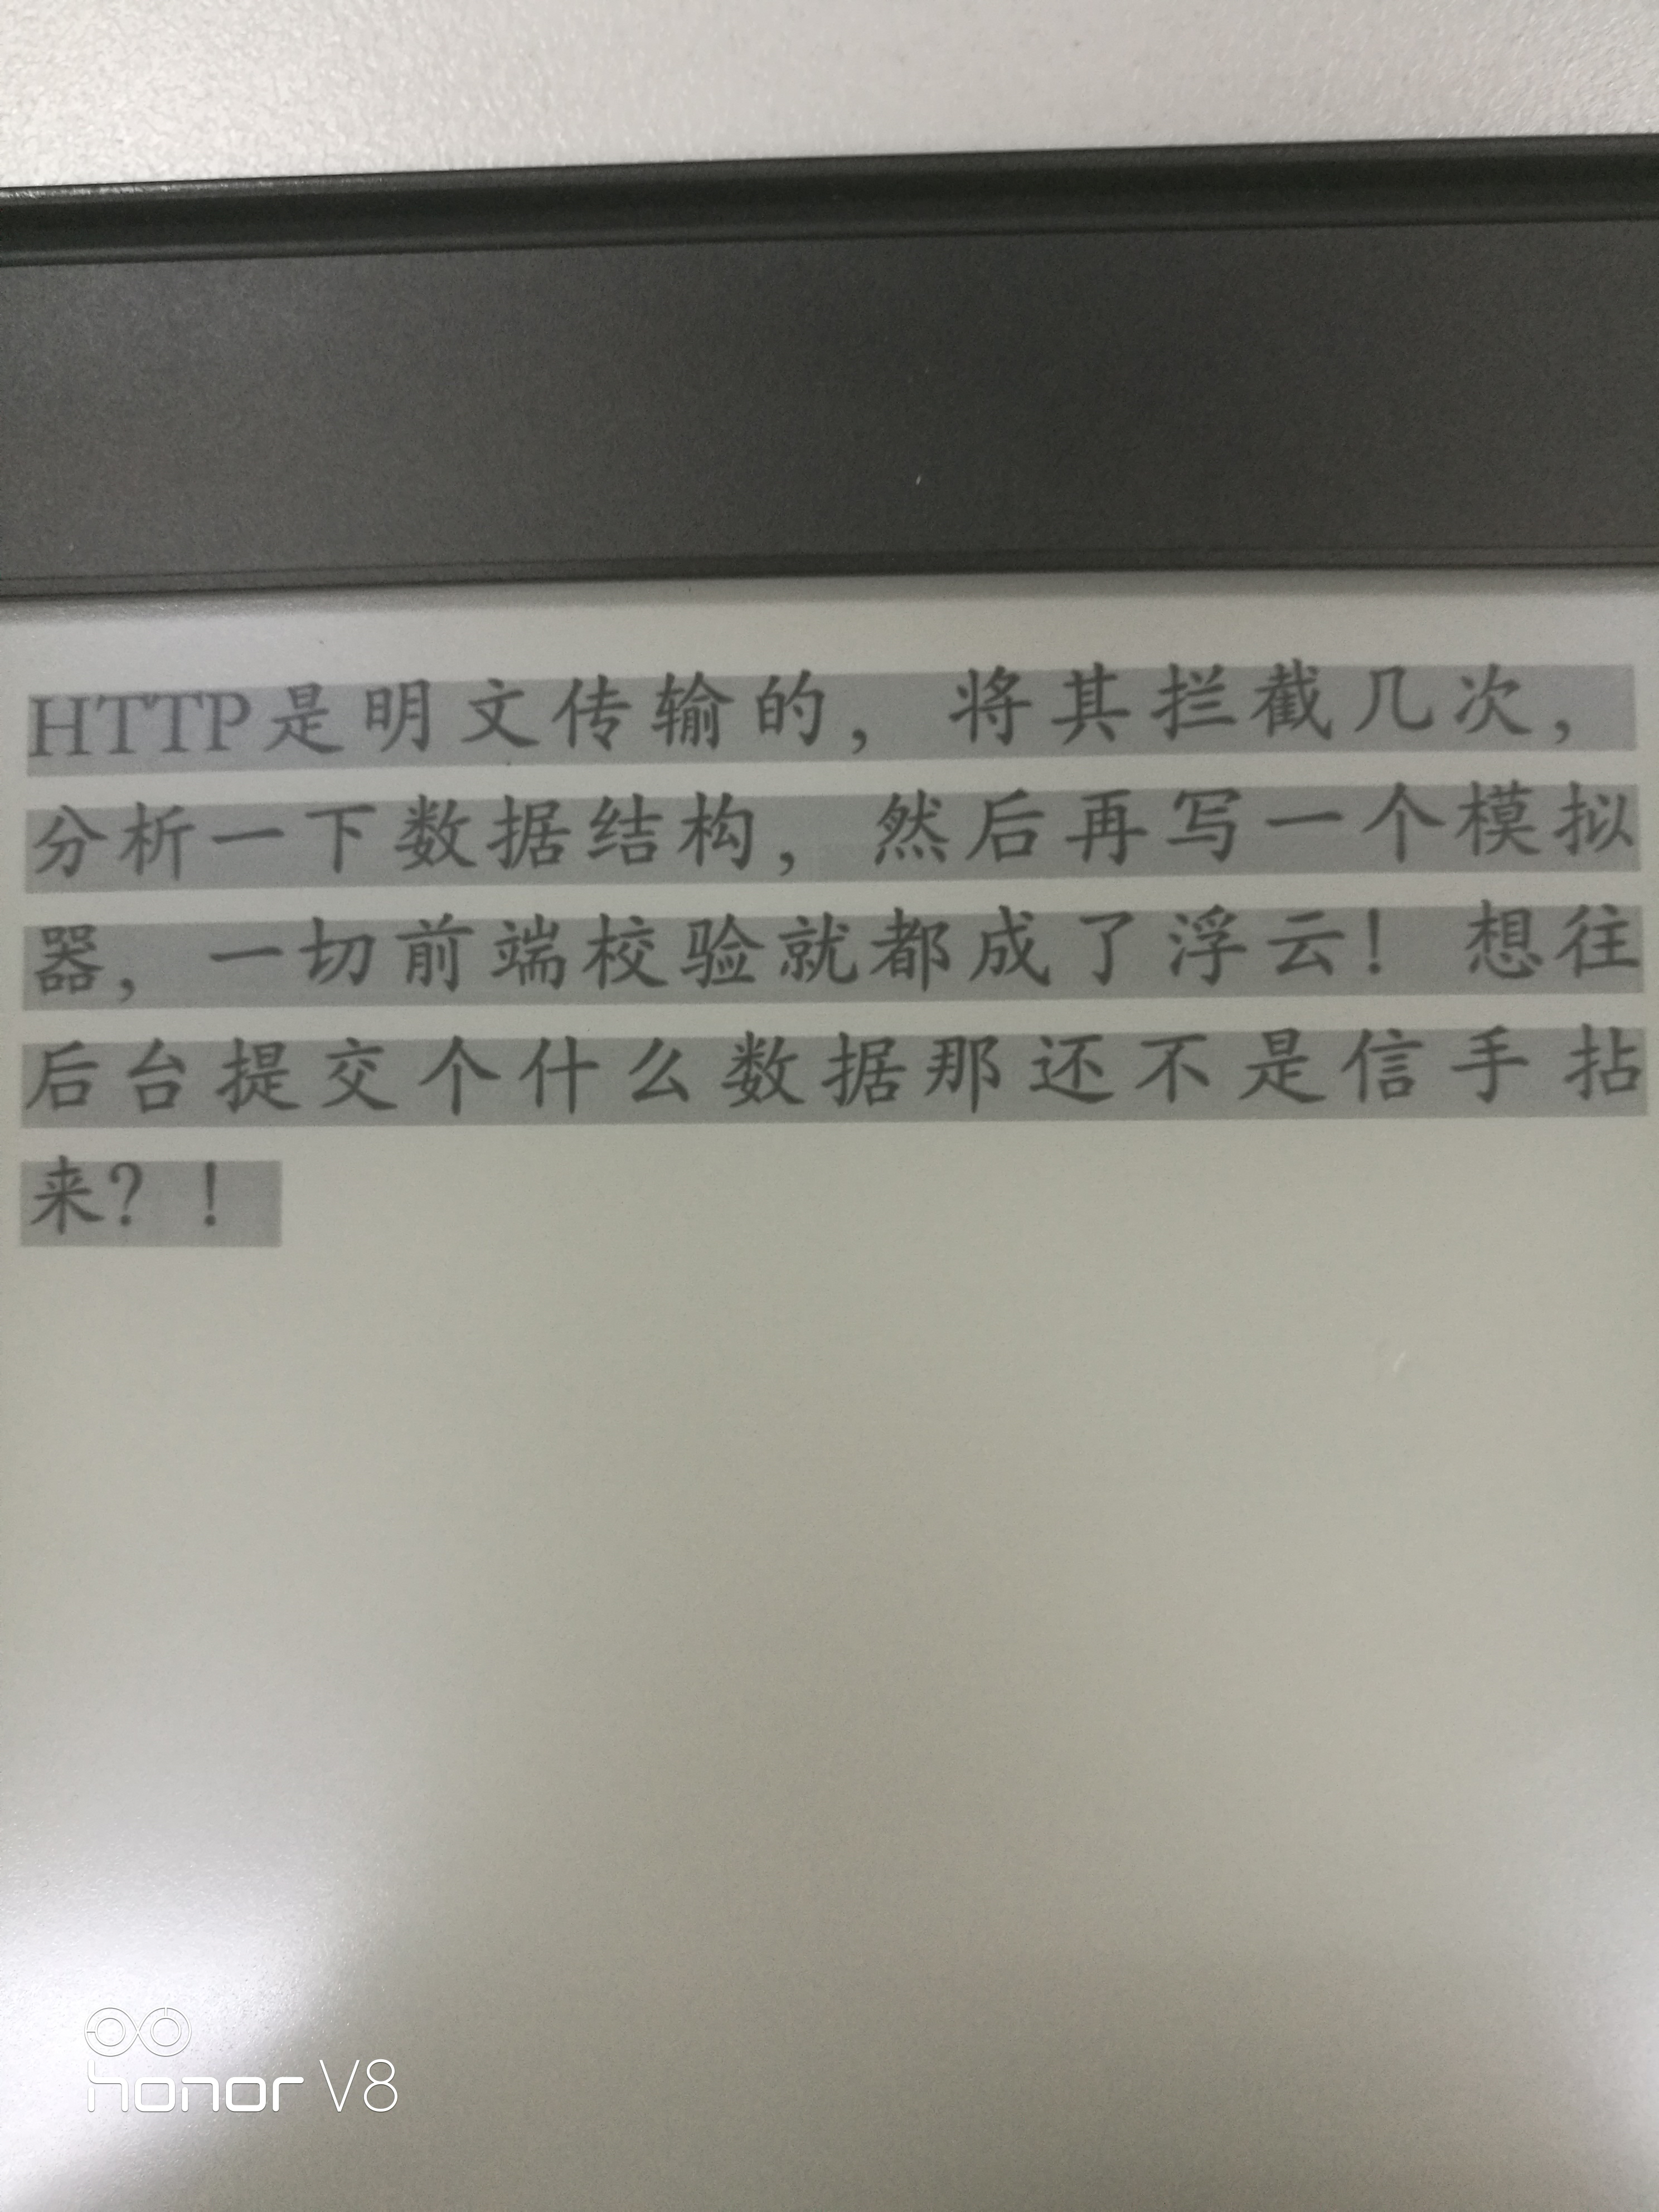 HTTP是明文传输的，将其拦截几次，
分析一下数据结构，然后再写一个模拟
器，一切前端校验就都成了浮云！想往
后台提交个什么数据那还不是信手拈
来？！
honor V8